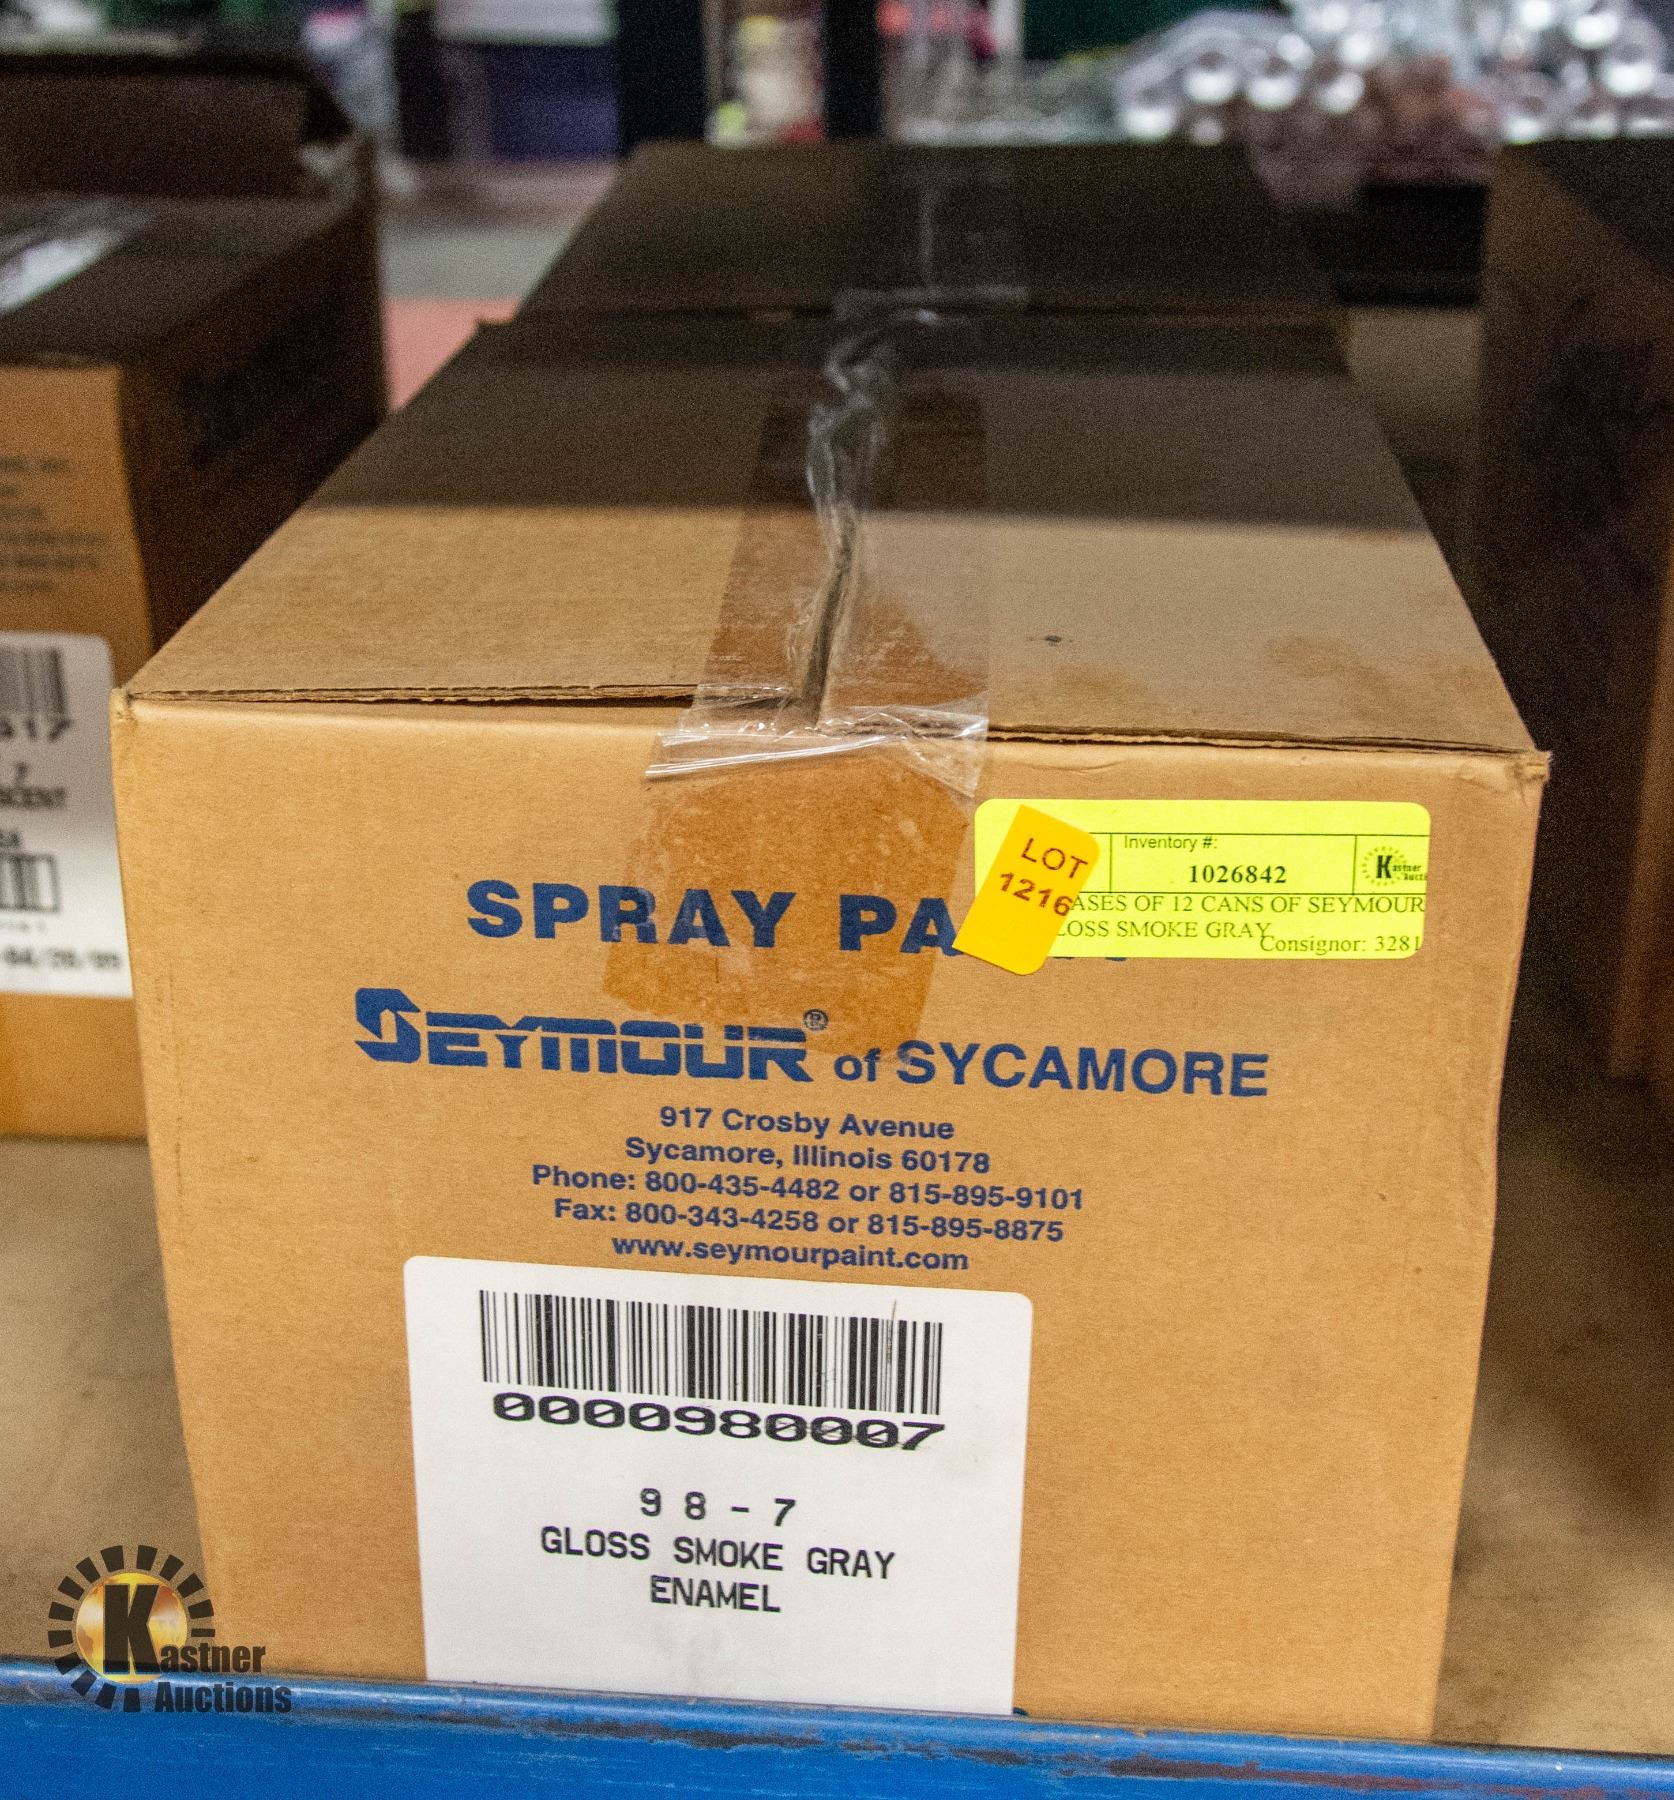 LOT
1216
Inventory #:
1026842
Kastner
ASES OF 12 CANS OF SEYMOUR
LOSS SMOKE GRAY
Consignor: 3281
SPRAY PA
SEYMOUR® of SYCAMORE
917 Crosby Avenue
Sycamore, Illinois 60178
Phone: 800-435-4482 or 815-895-9101
Fax: 800-343-4258 or 815-895-8875
www.seymourpaint.com
0000980007
98-7
GLOSS SMOKE GRAY
ENAMEL
Kastner
Auctions